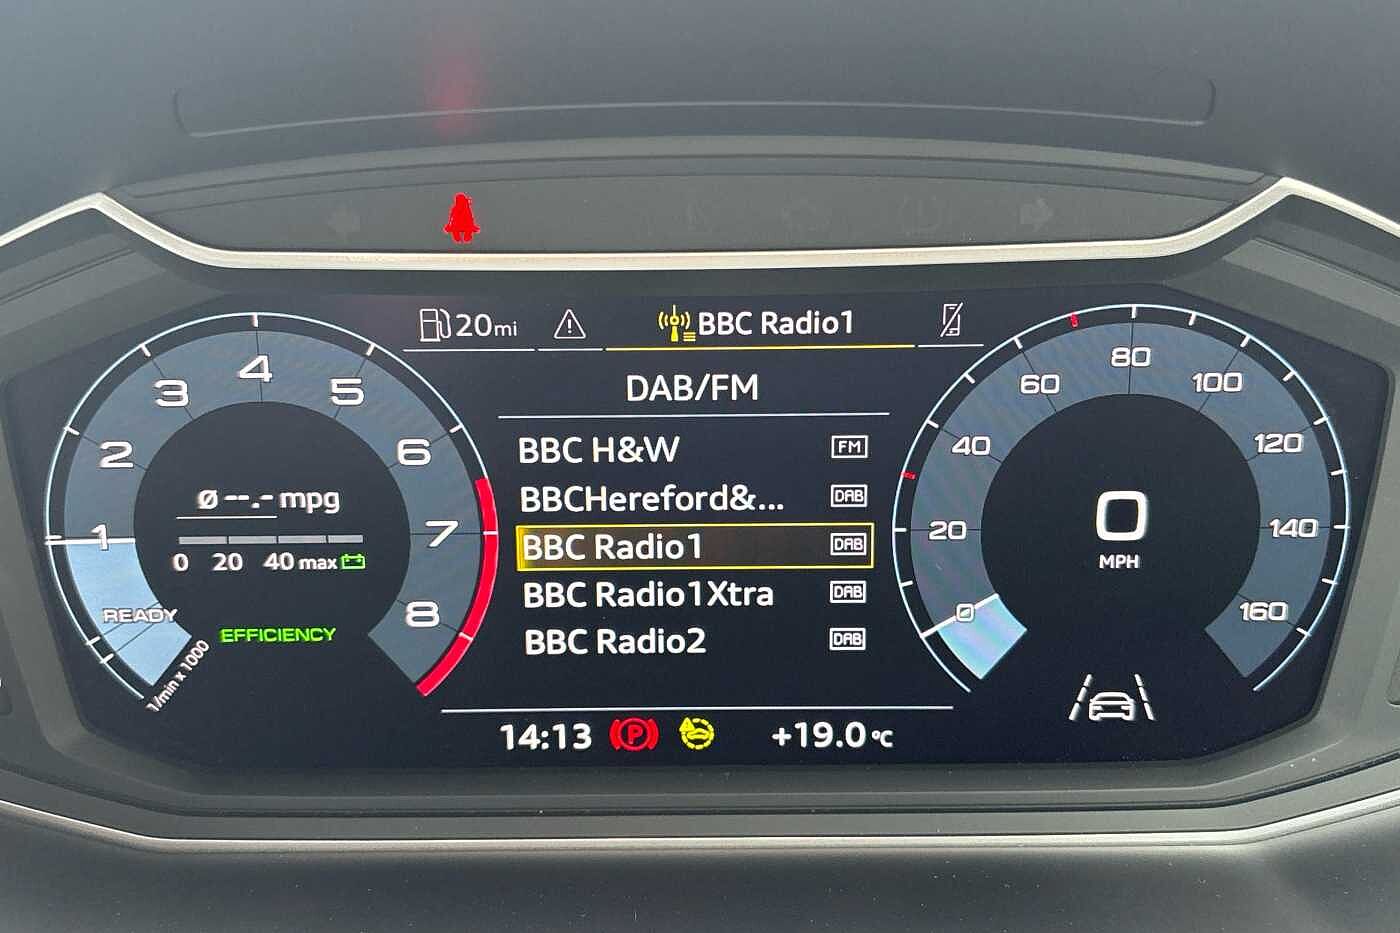 20mi
BBC Radio1
DAB/FM
BBC H&W FM
BBCHereford&... DAB
BBC Radio1 DAB
BBC Radio1Xtra DAB
BBC Radio2 DAB
14:13 P +19.0 °C
1 2 3 4 5 6 7 8
ø --.- mpg
0 20 40 max
READY
EFFICIENCY
1/min x 1000
0 20 40 60 80 100 120 140 160
0
MPH